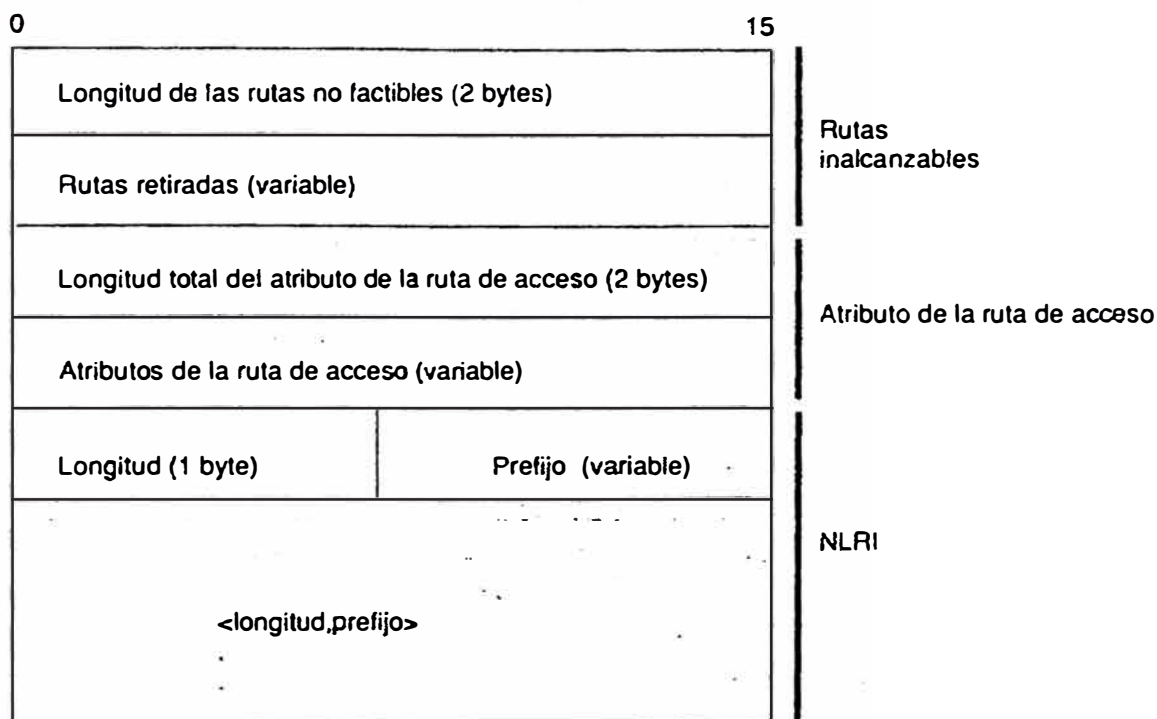 0 15
Longitud de las rutas no factibles (2 bytes)
Rutas
inalcanzables
Rutas retiradas (variable)
Longitud total del atributo de la ruta de acceso (2 bytes)
Atributo de la ruta de acceso
Atributos de la ruta de acceso (variable)
Longitud (1 byte) Prefijo (variable)
NLRI
<longitud,prefijo>